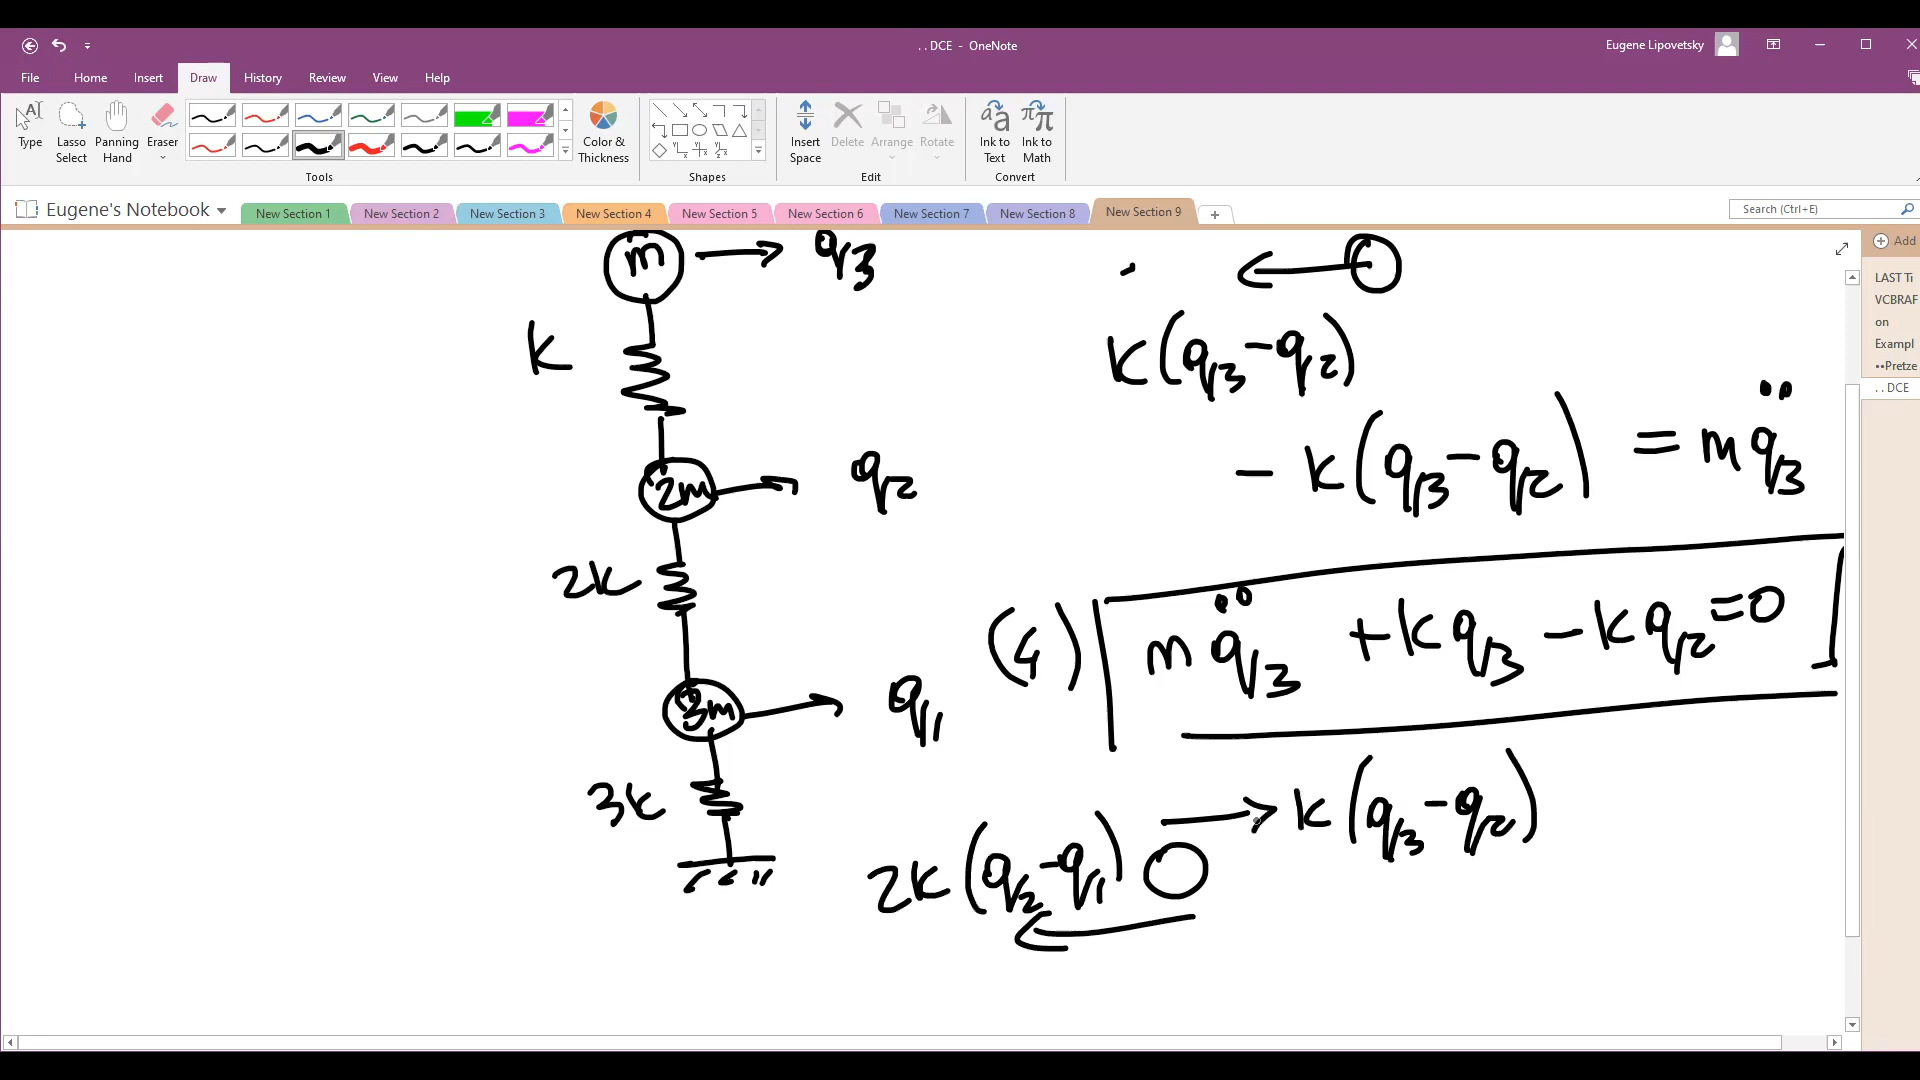 . . DCE - OneNote
Eugene Lipovetsky
File Home Insert Draw History Review View Help
Type
Lasso Select
Panning Hand
Eraser
Color & Thickness
Insert Space
Delete
Arrange
Rotate
Ink to Text
Ink to Math
Tools
Shapes
Edit
Convert
Eugene's Notebook
New Section 1
New Section 2
New Section 3
New Section 4
New Section 5
New Section 6
New Section 7
New Section 8
New Section 9
Search (Ctrl+E)
Add
LAST Ti
VCBRAF
on
Exampl
••Pretze
. . DCE
m → q₃
k
2m → q₂
2k
3m → q₁
3k
k(q₃-q₂)
- k(q₃-q₂) = m q̈₃
(4) m q̈₃ + kq₃ - kq₂ = 0
→ k(q₃-q₂)
2k(q₂-q₁)